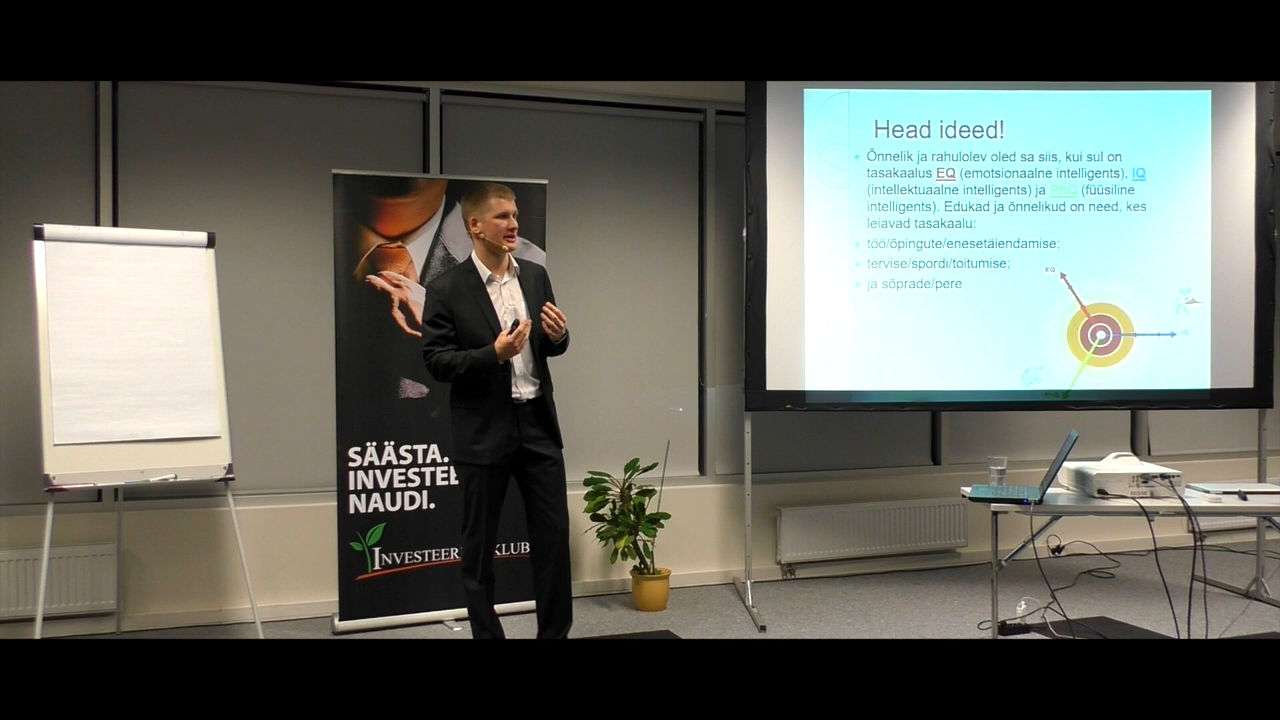 Head ideed!
Õnnelik ja rahulolev oled sa siis, kui sul on
tasakaalus EQ (emotsionaalne intelligents), IQ
(intellektuaalne intelligents) ja PhQ (füüsiline
intelligents). Edukad ja õnnelikud on need, kes
leiavad tasakaalu:
töö/õpingute/enesetäiendamise;
tervise/spordi/toitumise;
ja sõprade/pere
EQ
SÄÄSTA.
INVESTEE
NAUDI.
INVESTEER KLUB